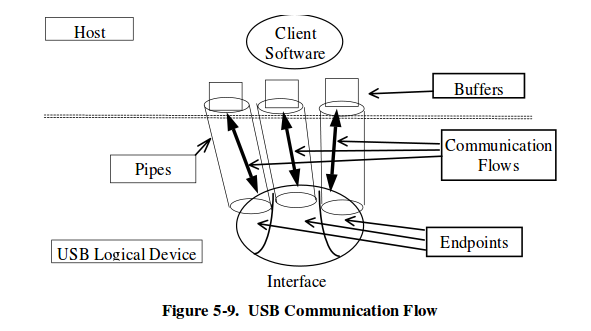 Host
Client
Software
Buffers
Communication
Flows
Pipes
USB Logical Device
Endpoints
Interface
Figure 5-9. USB Communication Flow